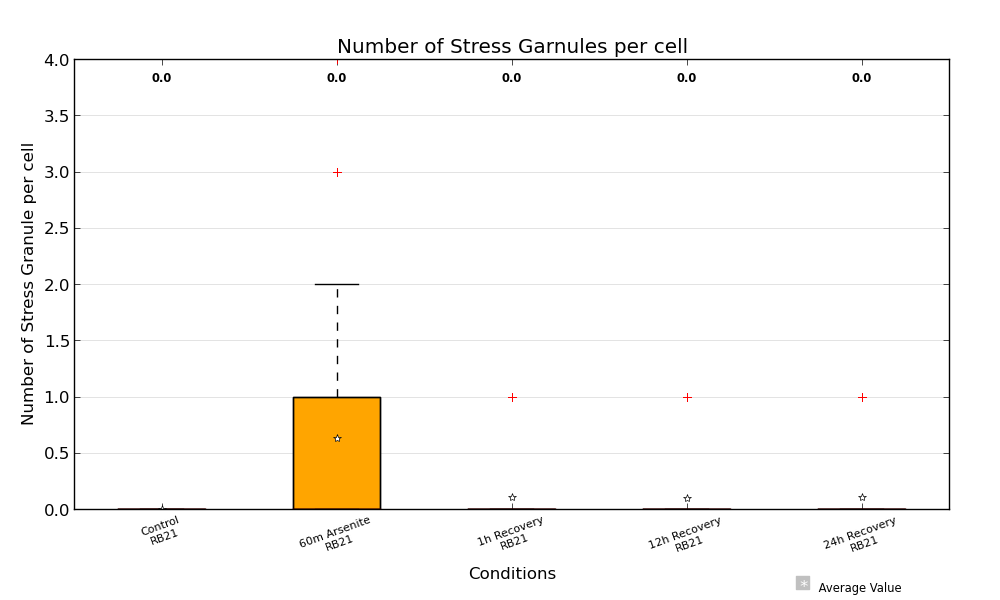 Number of Stress Garnules per cell
4.0
3.5
3.0
2.5
2.0
1.5
1.0
0.5
0.0
Number of Stress Granule per cell
0.0 0.0 0.0 0.0 0.0
Control
RB21
60m Arsenite
RB21
1h Recovery
RB21
12h Recovery
RB21
24h Recovery
RB21
Conditions
* Average Value